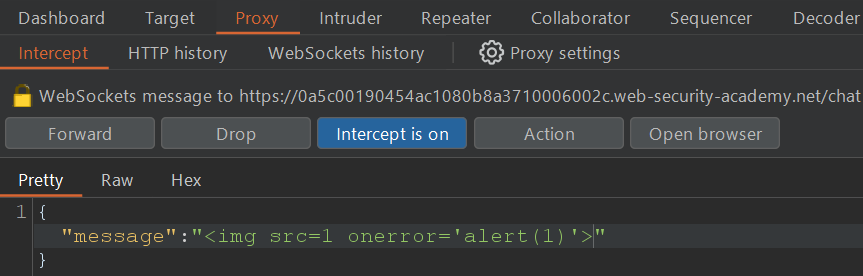 Dashboard Target Proxy Intruder Repeater Collaborator Sequencer Decoder
Intercept HTTP history WebSockets history Proxy settings
WebSockets message to https://0a5c00190454ac1080b8a3710006002c.web-security-academy.net/chat
Forward Drop Intercept is on Action Open browser
Pretty Raw Hex
1 {
"message":"<img src=1 onerror='alert(1)'>"
}